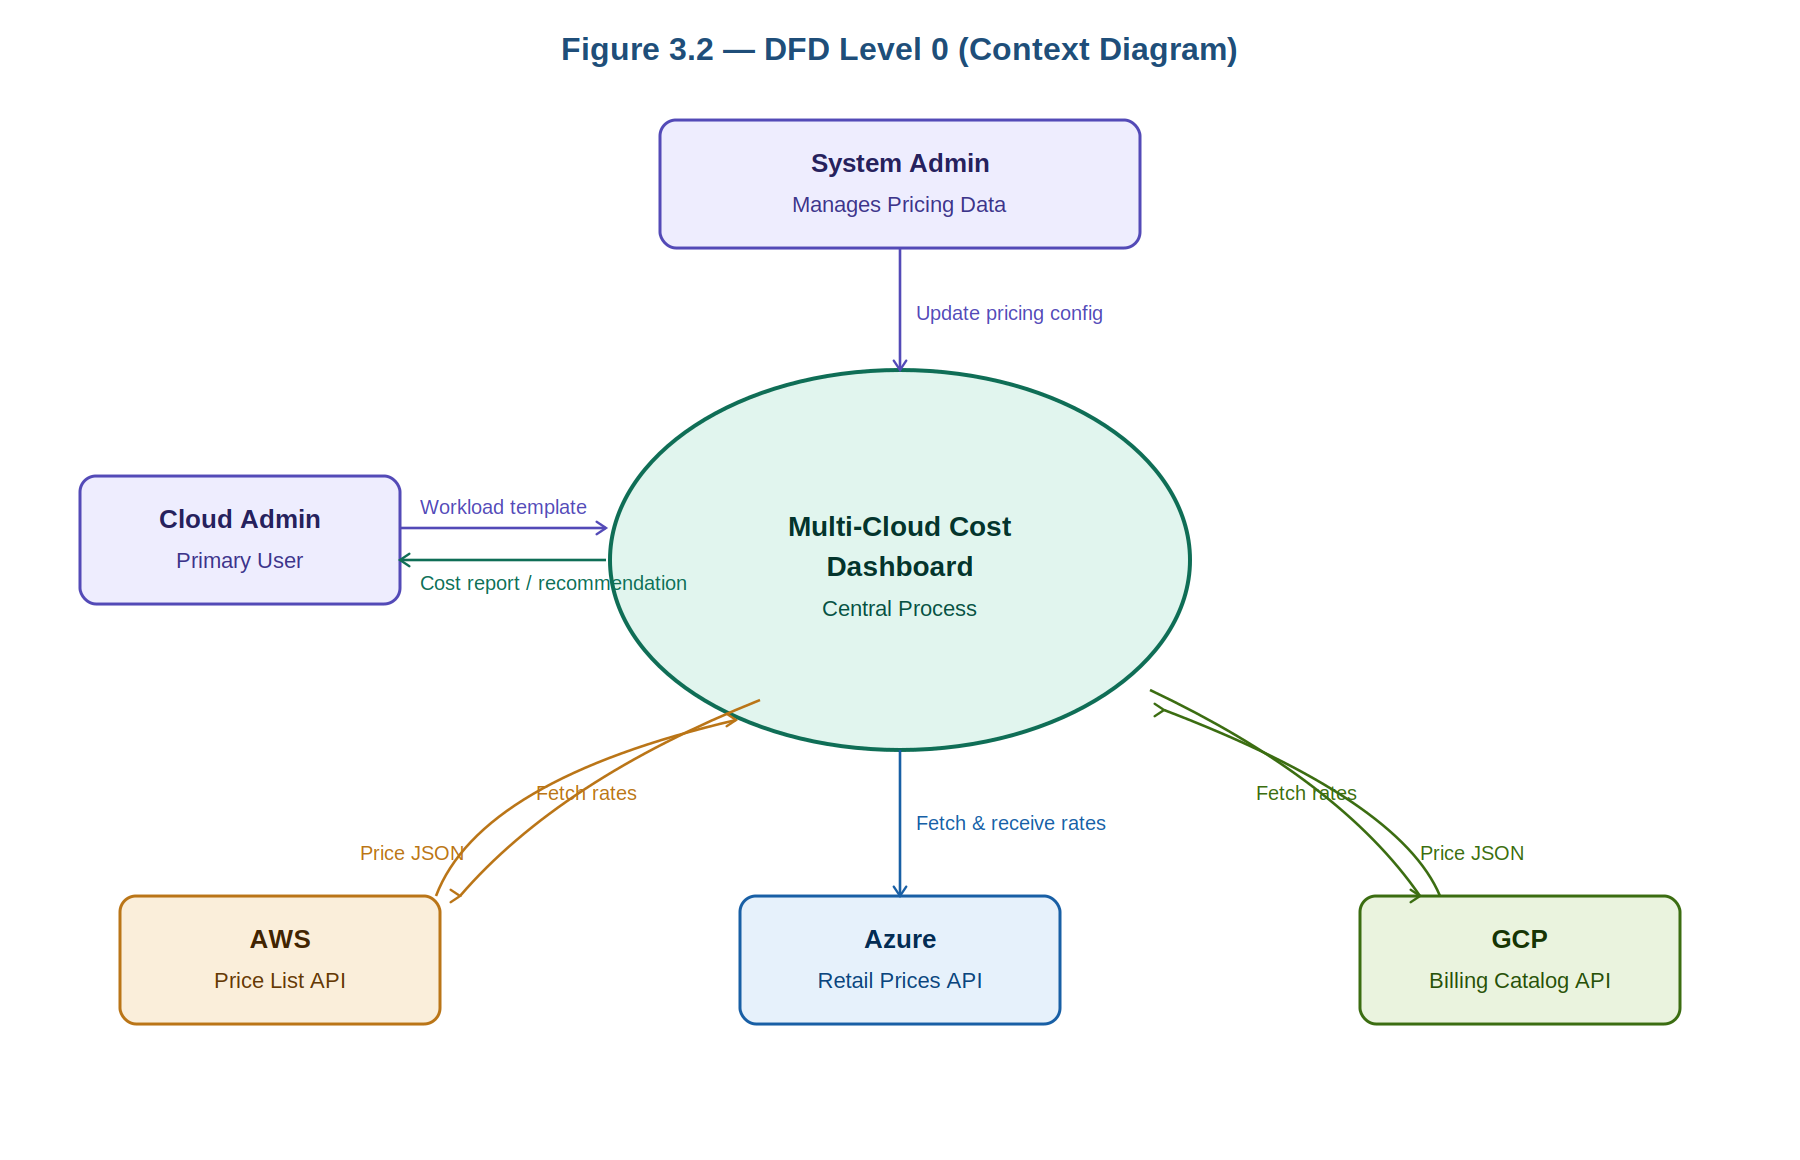 Figure 3.2 — DFD Level 0 (Context Diagram)
System Admin
Manages Pricing Data
Update pricing config
Cloud Admin
Primary User
Workload template
Cost report / recommendation
Multi-Cloud Cost
Dashboard
Central Process
Fetch rates
Price JSON
Fetch & receive rates
Fetch rates
Price JSON
AWS
Price List API
Azure
Retail Prices API
GCP
Billing Catalog API